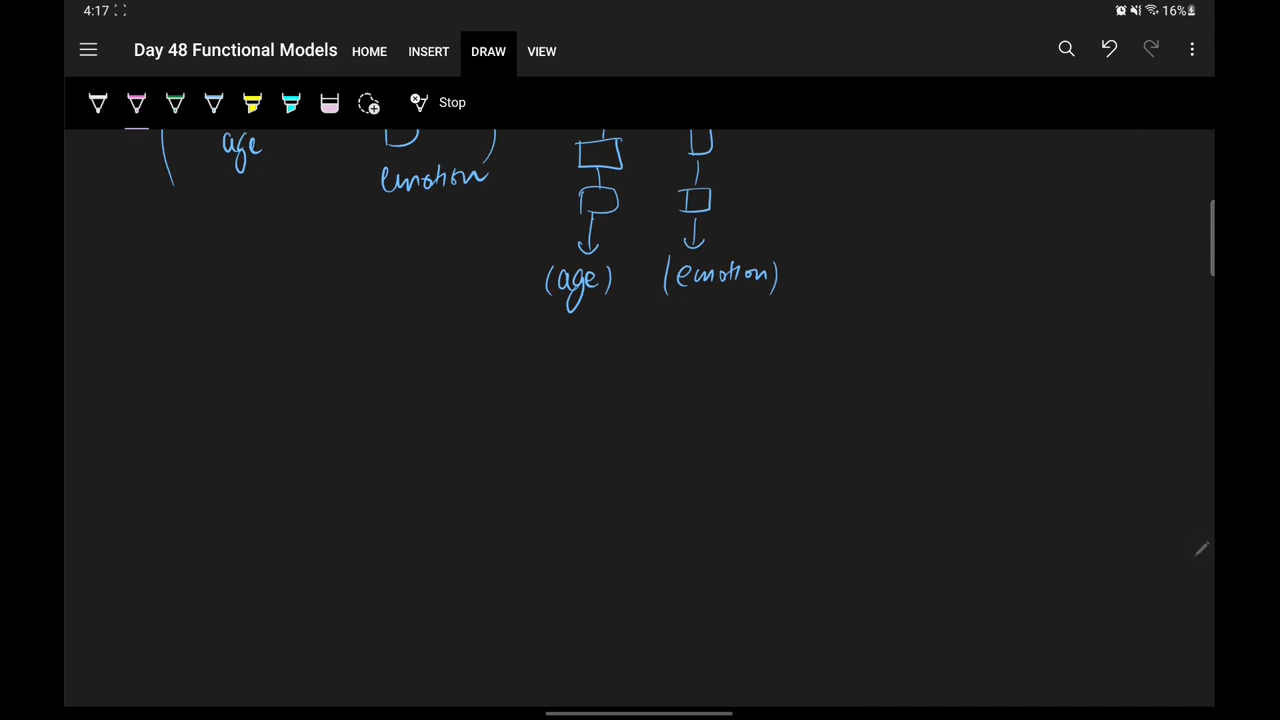 4:17 16%
Day 48 Functional Models HOME INSERT DRAW VIEW
Stop
age
emotion
(age) (emotion)